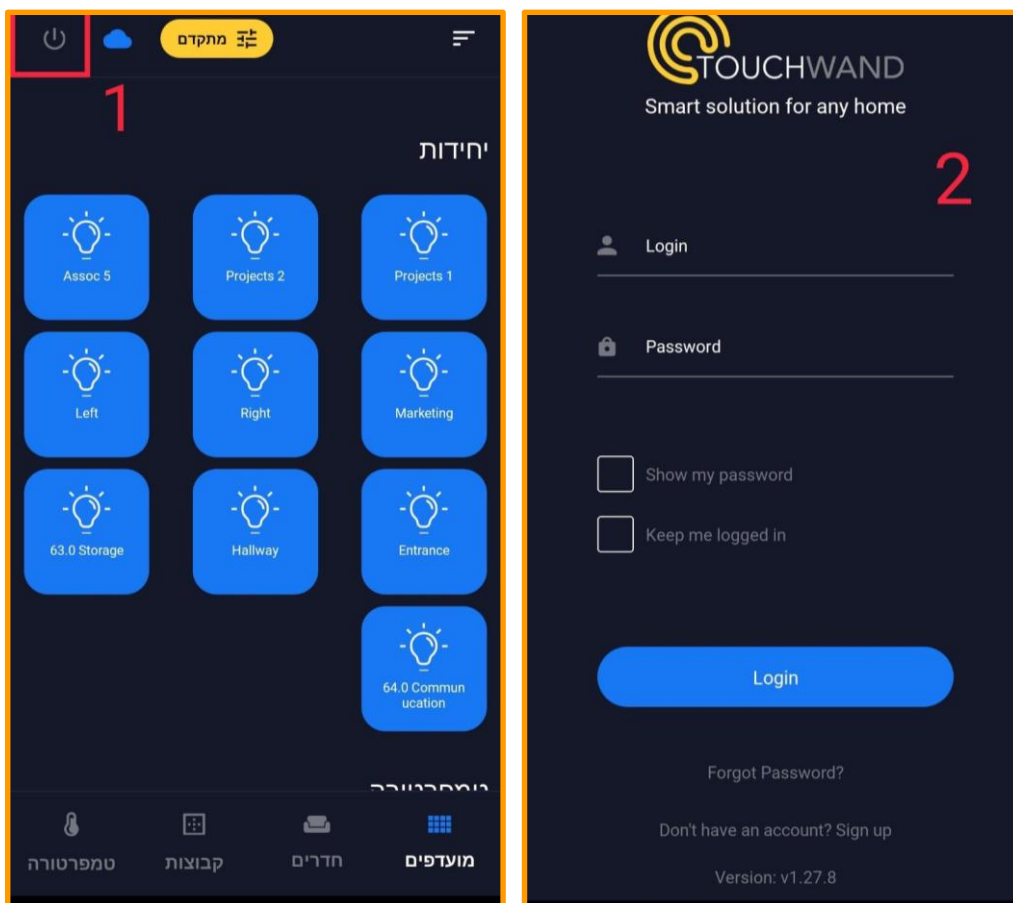 מתקדם
1
יחידות
Projects 1
Projects 2
Assoc 5
Marketing
Right
Left
Entrance
Hallway
63.0 Storage
64.0 Commun
ucation
טמפרטורה
מועדפים
חדרים
קבוצות
טמפרטורה
TOUCHWAND
Smart solution for any home
2
Login
Password
Show my password
Keep me logged in
Login
Forgot Password?
Don't have an account? Sign up
Version: v1.27.8